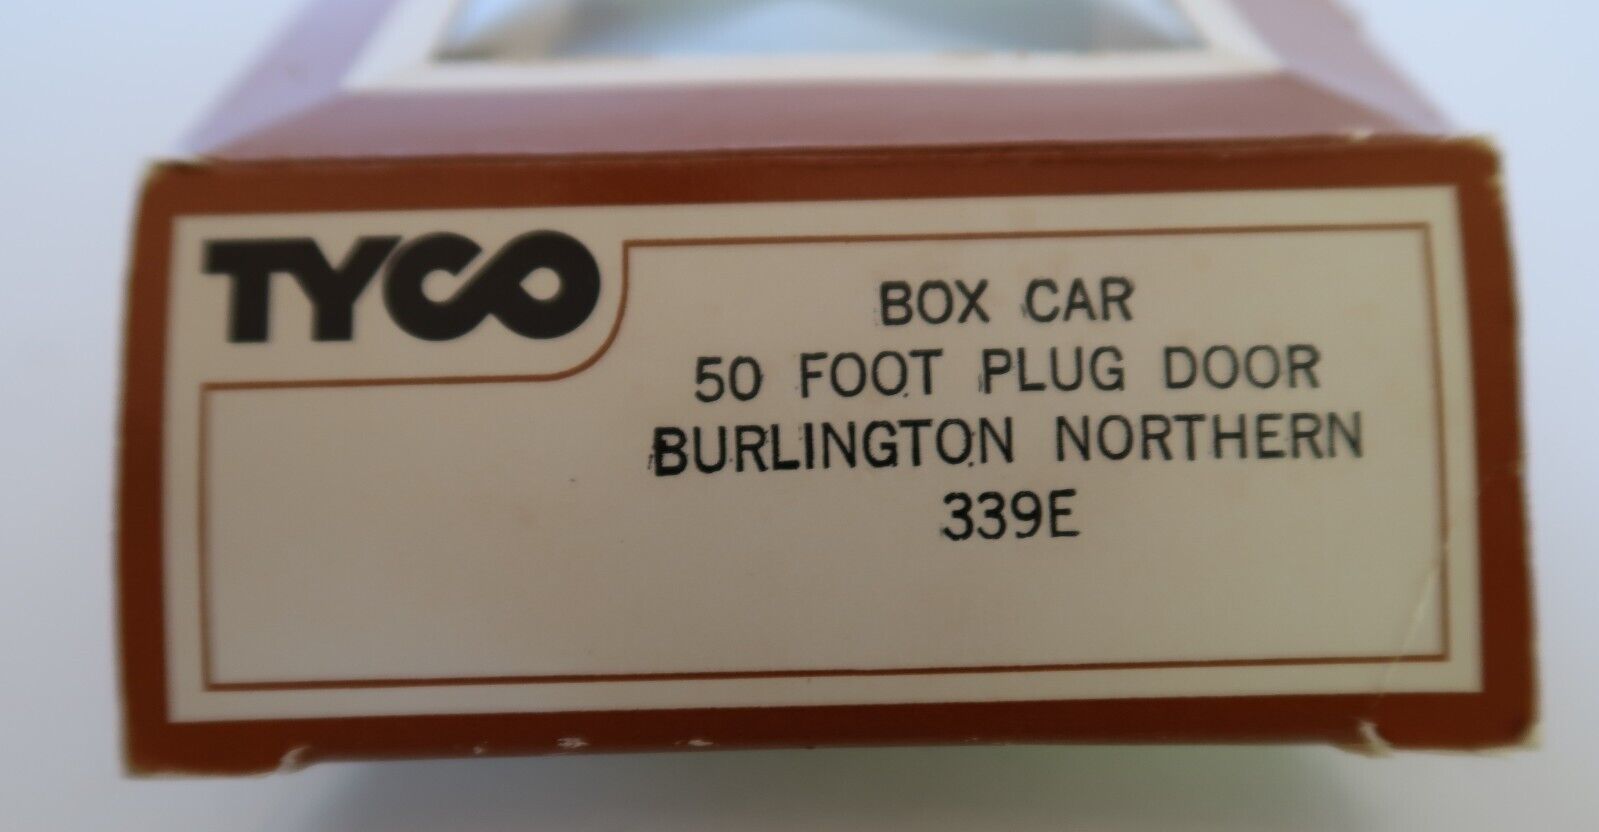 TYCO
BOX CAR
50 FOOT PLUG DOOR
BURLINGTON NORTHERN
339E